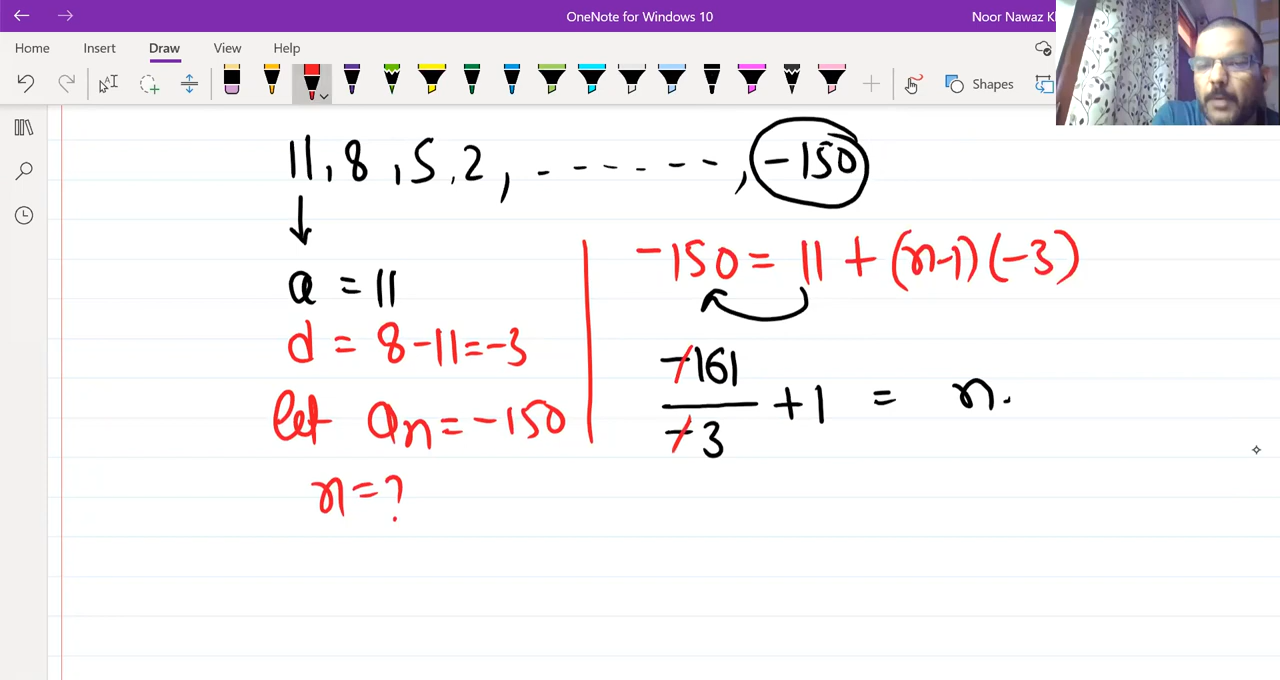 OneNote for Windows 10
Noor Nawaz Kh
Home Insert Draw View Help
Shapes
11, 8, 5, 2, ......., -150
a = 11
d = 8-11=-3
let an = -150
n=?
-150 = 11 + (n-1)(-3)
-161/-3 +1 = n.